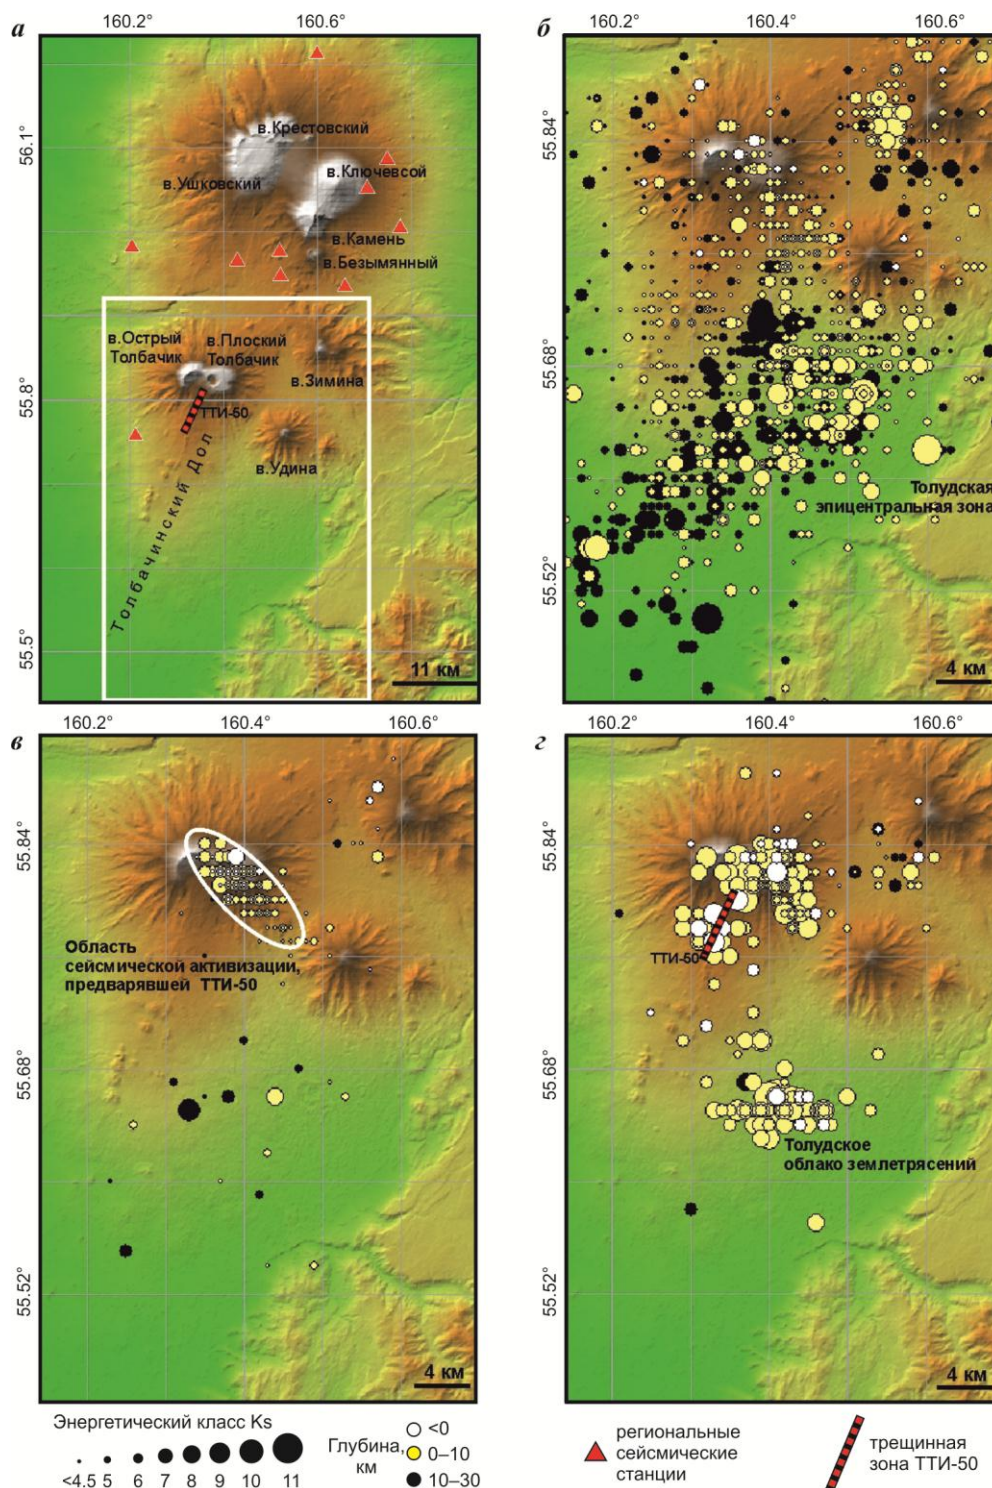 160.2° 160.6°
а
56.1°
55.8°
55.5°
в.Крестовский
в.Ушковский
в.Ключевсой
в.Камень
в.Безымянный
в.Острый
Толбачик
в.Плоский
Толбачик
в.Зимина
ТТИ-50
в.Удина
Толбачинский Дол
11 км
160.2° 160.4° 160.6°
б
55.84°
55.68°
55.52°
Толудская
эпицентральная зона
4 км
160.2° 160.4° 160.6°
в
55.84°
55.68°
55.52°
Область
сейсмической активизации,
предварявшей ТТИ-50
4 км
160.2° 160.4° 160.6°
г
55.84°
55.68°
55.52°
ТТИ-50
Толудское
облако землетрясений
4 км
Энергетический класс Ks
<4.5 5 6 7 8 9 10 11
Глубина,
км
<0
0–10
10–30
региональные
сейсмические
станции
трещинная
зона ТТИ-50